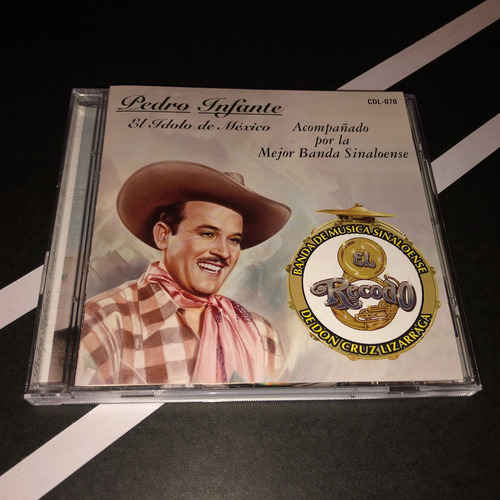 Pedro Infante
CDL-070
El Idolo de México
Acompañado
por la
Mejor Banda Sinaloense
BANDA DE MUSICA SINALOENSE
EL
Recodo
DE DON CRUZ LIZARRAGA